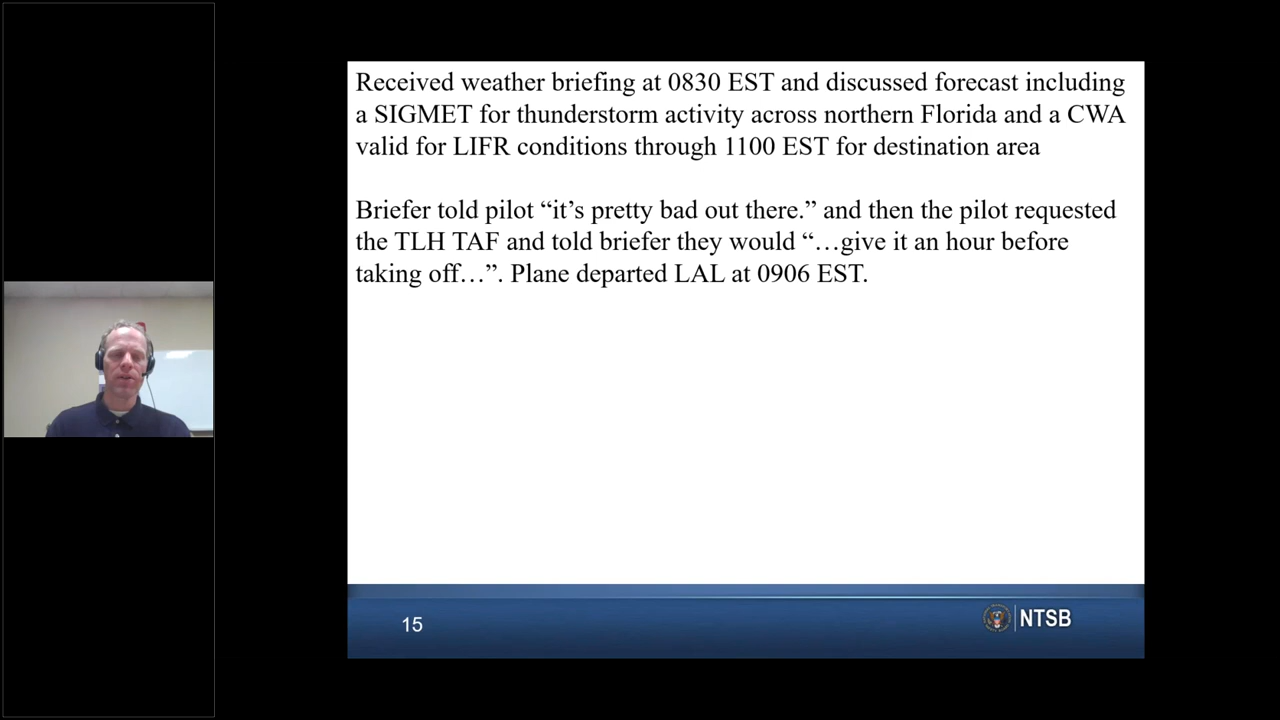 Received weather briefing at 0830 EST and discussed forecast including
a SIGMET for thunderstorm activity across northern Florida and a CWA
valid for LIFR conditions through 1100 EST for destination area
Briefer told pilot “it’s pretty bad out there.” and then the pilot requested
the TLH TAF and told briefer they would “…give it an hour before
taking off…”. Plane departed LAL at 0906 EST.
15
NTSB